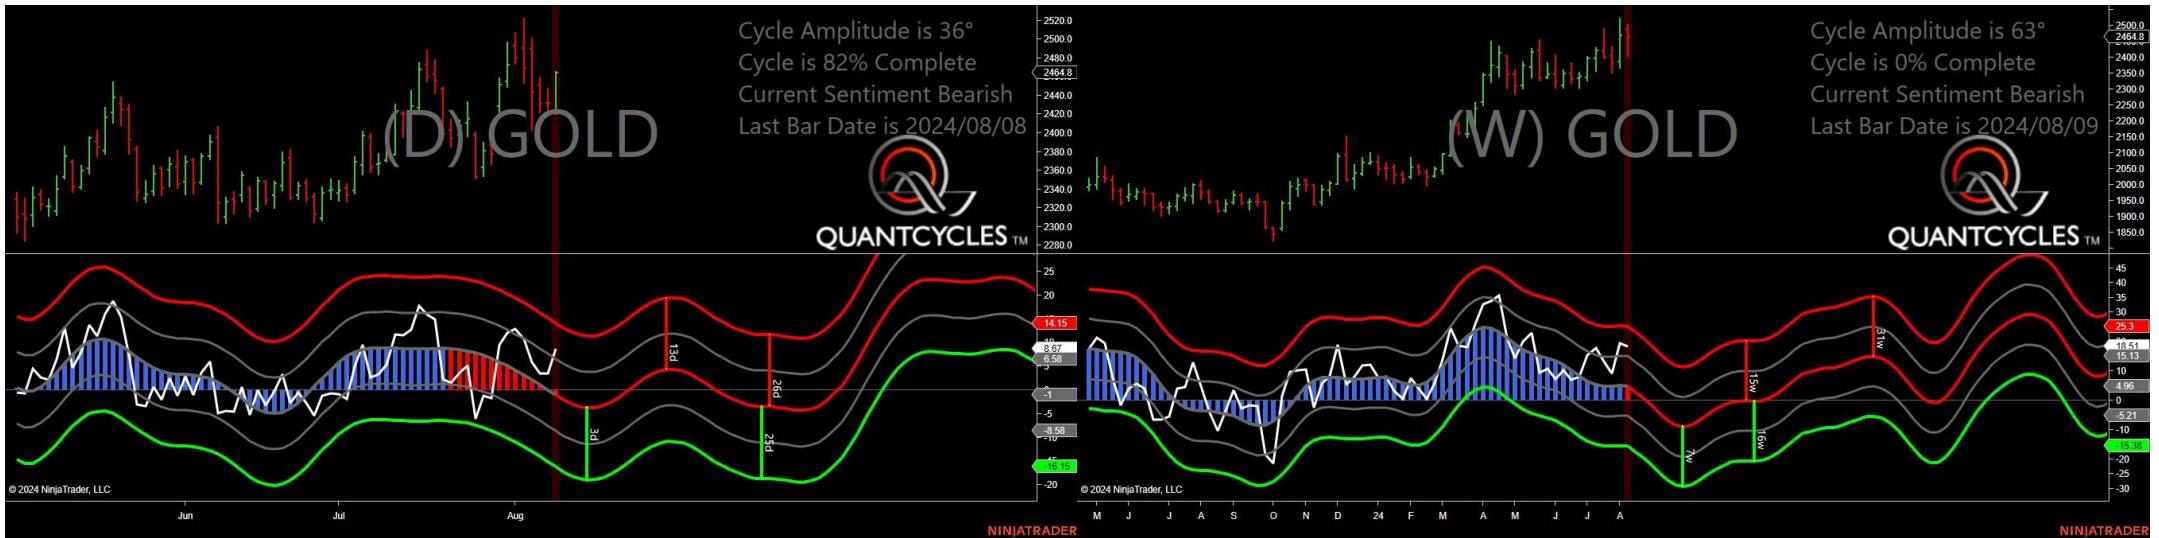 Cycle Amplitude is 36°
Cycle is 82% Complete
Current Sentiment Bearish
Last Bar Date is 2024/08/08
(D) GOLD
QUANTCYCLES TM
2520.0
2500.0
2480.0
2464.8
2440.0
2420.0
2400.0
2380.0
2360.0
2340.0
2320.0
2300.0
2280.0
25
20
14.15
8.67
6.58
5
0
-1
-5
-8.58
-10
-16.15
-20
3d
13d
25d
26d
© 2024 NinjaTrader, LLC
Jun
Jul
Aug
NINJATRADER
Cycle Amplitude is 63°
Cycle is 0% Complete
Current Sentiment Bearish
Last Bar Date is 2024/08/09
(W) GOLD
QUANTCYCLES TM
2500.0
2464.8
2400.0
2350.0
2300.0
2250.0
2200.0
2150.0
2100.0
2050.0
2000.0
1950.0
1900.0
1850.0
45
40
35
30
25.3
18.51
15.13
10
4.96
0
-5.21
-10
-15.38
-20
-25
-30
7w
15w
16w
31w
© 2024 NinjaTrader, LLC
M J J A S O N D 24 F M A M J J A
NINJATRADER